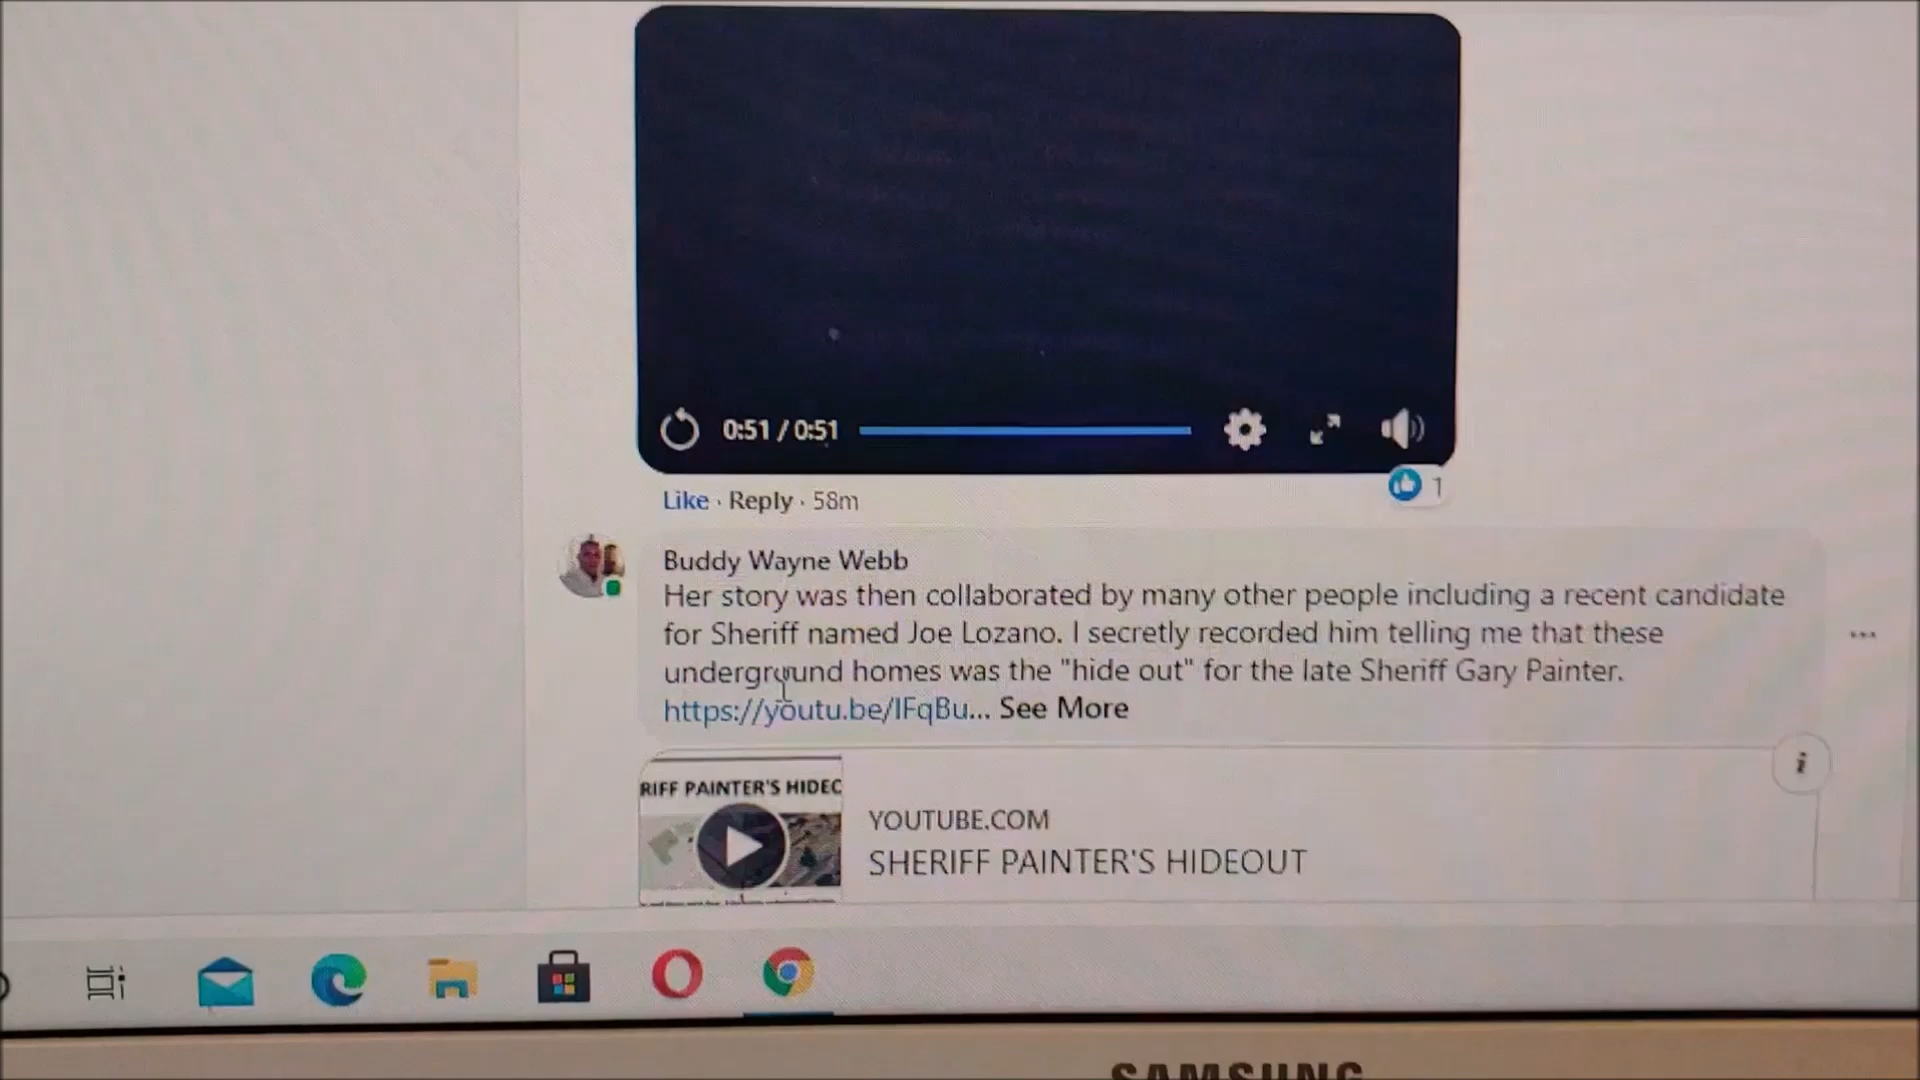 0:51 / 0:51
Like · Reply · 58m
1
Buddy Wayne Webb
Her story was then collaborated by many other people including a recent candidate
for Sheriff named Joe Lozano. I secretly recorded him telling me that these
underground homes was the "hide out" for the late Sheriff Gary Painter.
https://youtu.be/IFqBu... See More
RIFF PAINTER'S HIDEC
YOUTUBE.COM
SHERIFF PAINTER'S HIDEOUT
SAMSUNG